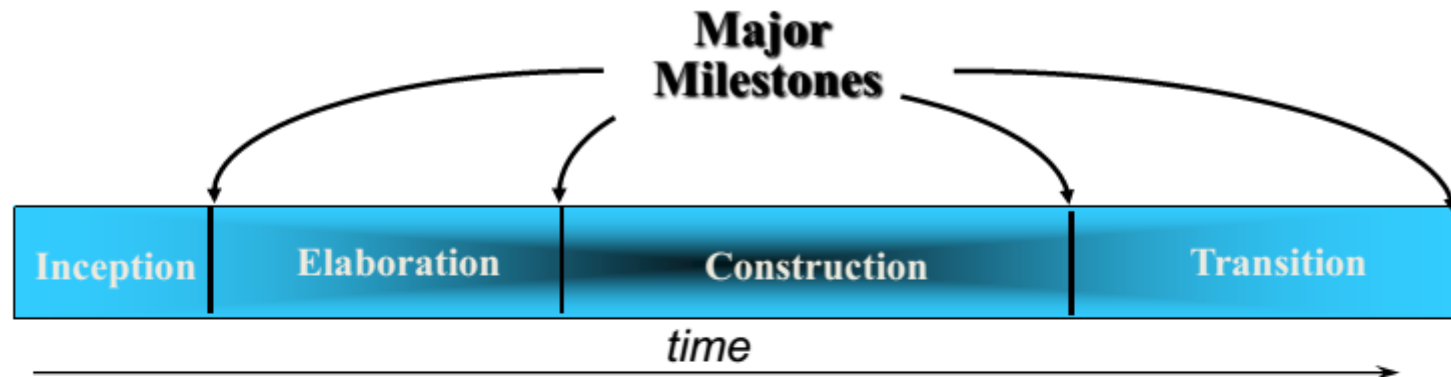 Major
Milestones
Inception
Elaboration
Construction
Transition
time